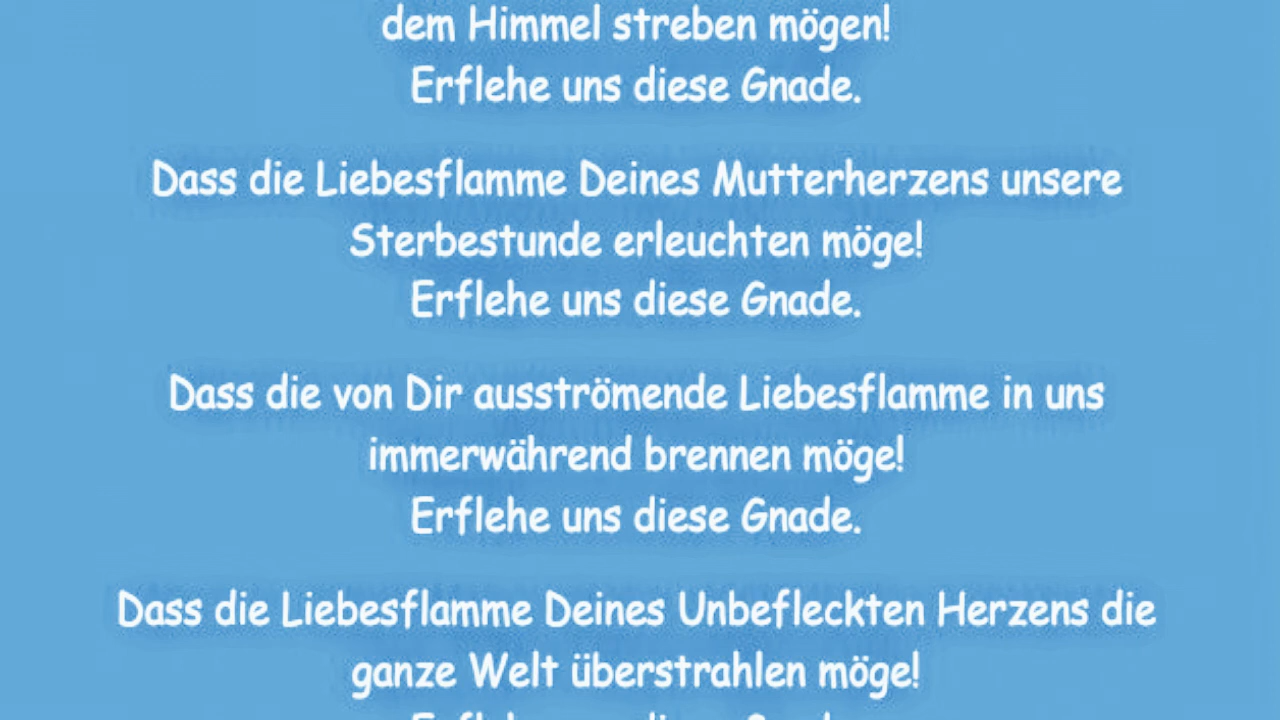 dem Himmel streben mögen!
Erflehe uns diese Gnade.
Dass die Liebesflamme Deines Mutterherzens unsere
Sterbestunde erleuchten möge!
Erflehe uns diese Gnade.
Dass die von Dir ausströmende Liebesflamme in uns
immerwährend brennen möge!
Erflehe uns diese Gnade.
Dass die Liebesflamme Deines Unbefleckten Herzens die
ganze Welt überstrahlen möge!